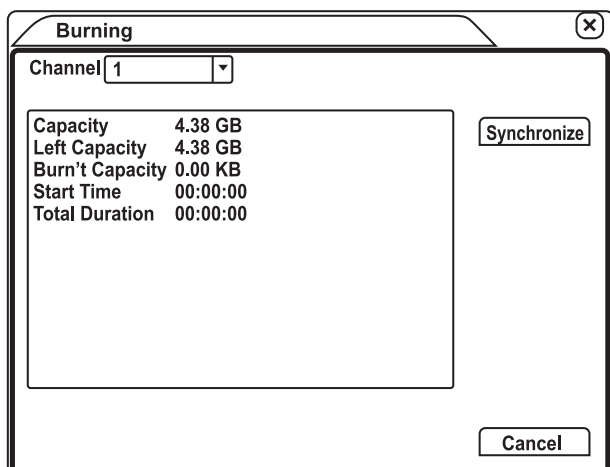 Burning
Channel 1
Capacity 4.38 GB
Left Capacity 4.38 GB
Burn't Capacity 0.00 KB
Start Time 00:00:00
Total Duration 00:00:00
Synchronize
Cancel